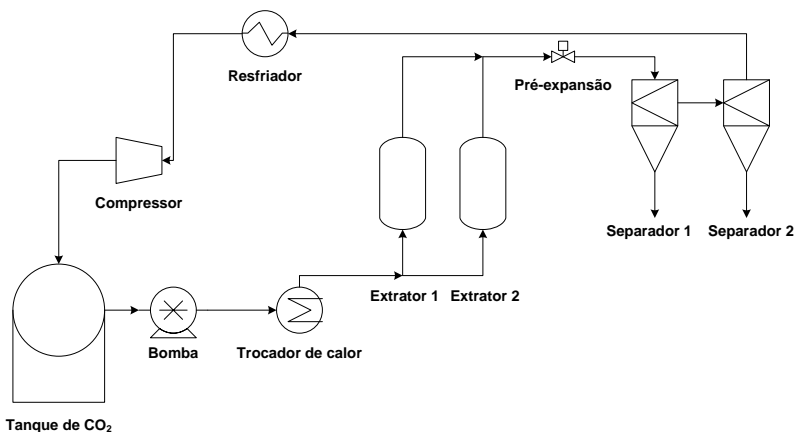 Resfriador
Pré-expansão
Compressor
Separador 1
Separador 2
Extrator 1
Extrator 2
Bomba
Trocador de calor
Tanque de CO₂